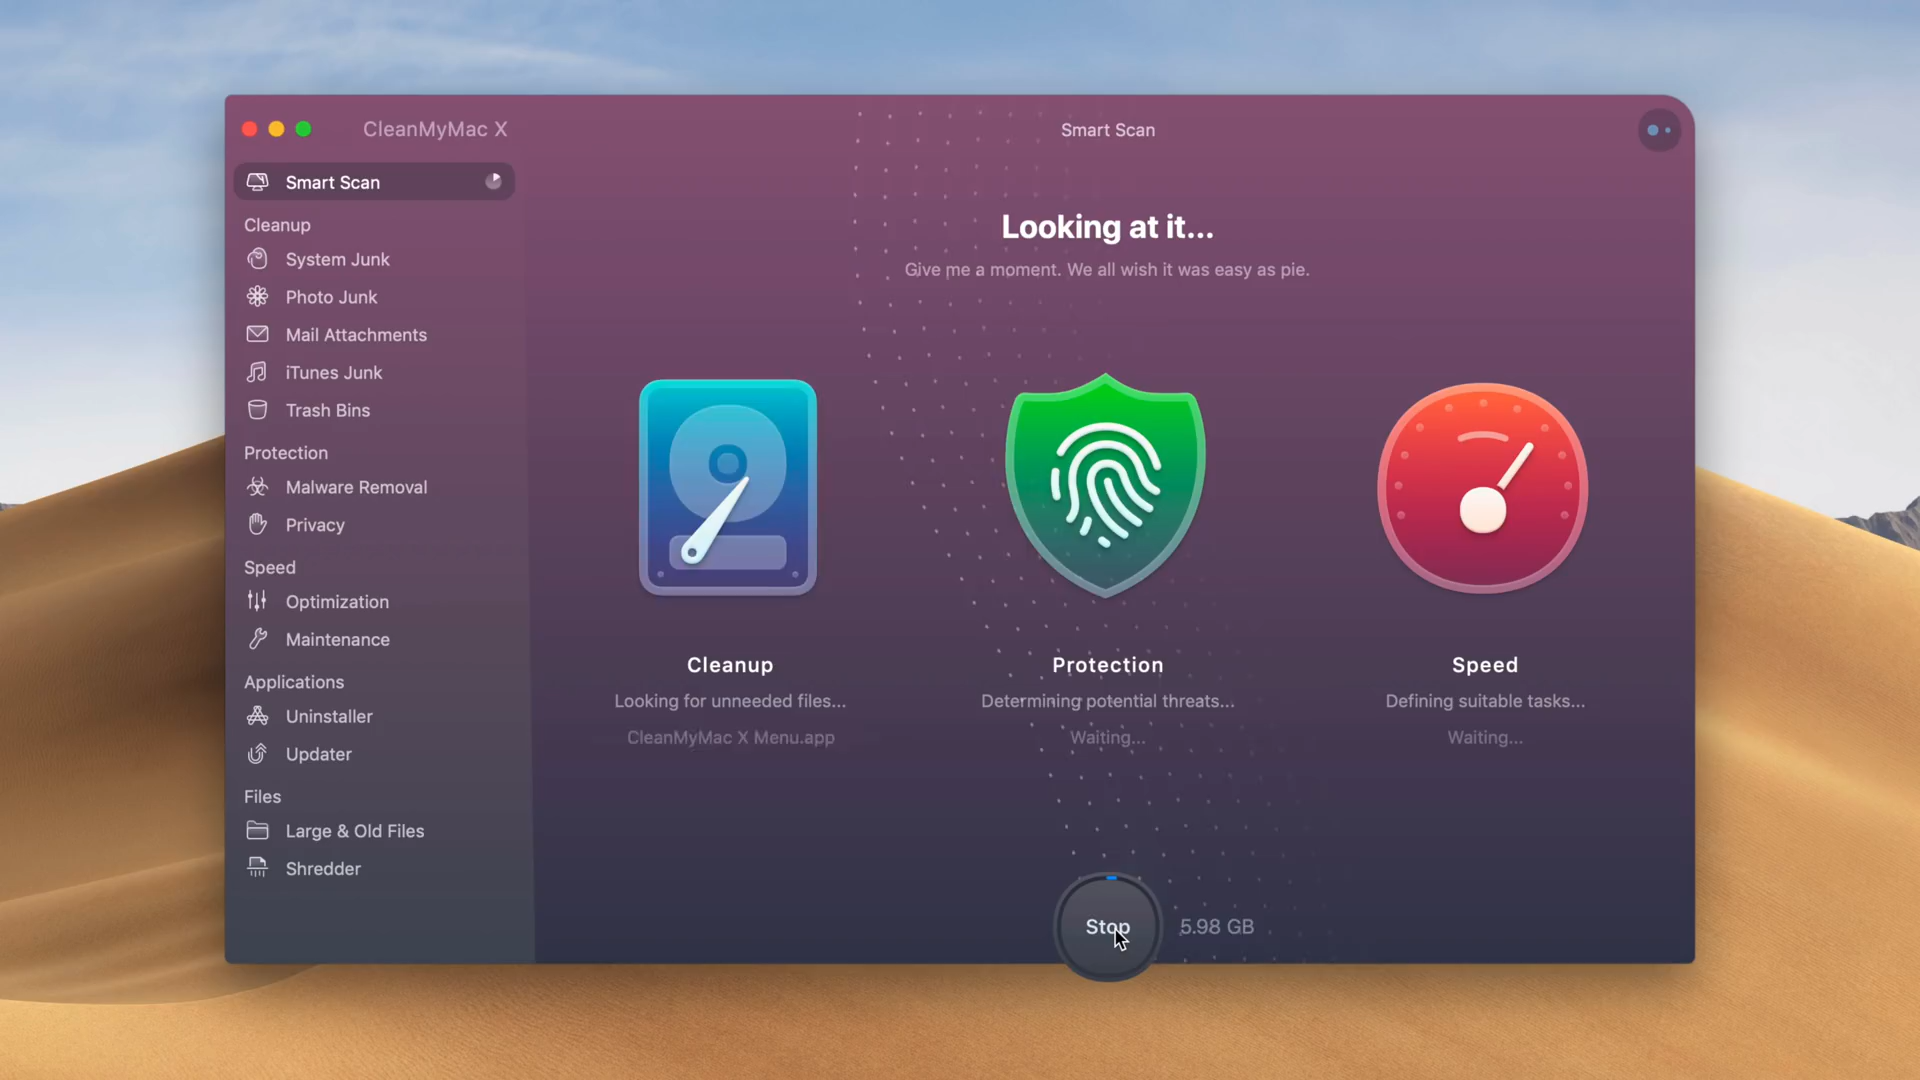 CleanMyMac X
Smart Scan
Smart Scan
Cleanup
System Junk
Photo Junk
Mail Attachments
iTunes Junk
Trash Bins
Protection
Malware Removal
Privacy
Speed
Optimization
Maintenance
Applications
Uninstaller
Updater
Files
Large & Old Files
Shredder
Looking at it...
Give me a moment. We all wish it was easy as pie.
Cleanup
Looking for unneeded files...
CleanMyMac X Menu.app
Protection
Determining potential threats...
Waiting...
Speed
Defining suitable tasks...
Waiting...
Stop
5.98 GB